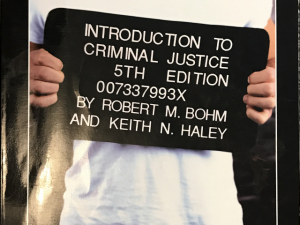 INTRODUCTION TO
CRIMINAL JUSTICE
5TH EDITION
007337993X
BY ROBERT M. BOHM
AND KEITH N. HALEY